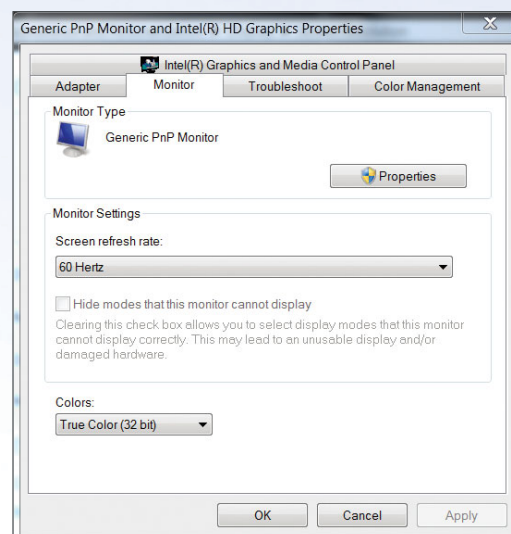 Generic PnP Monitor and Intel(R) HD Graphics Properties
Intel(R) Graphics and Media Control Panel
Adapter Monitor Troubleshoot Color Management
Monitor Type
Generic PnP Monitor
Properties
Monitor Settings
Screen refresh rate:
60 Hertz
Hide modes that this monitor cannot display
Clearing this check box allows you to select display modes that this monitor
cannot display correctly. This may lead to an unusable display and/or
damaged hardware.
Colors:
True Color (32 bit)
OK Cancel Apply